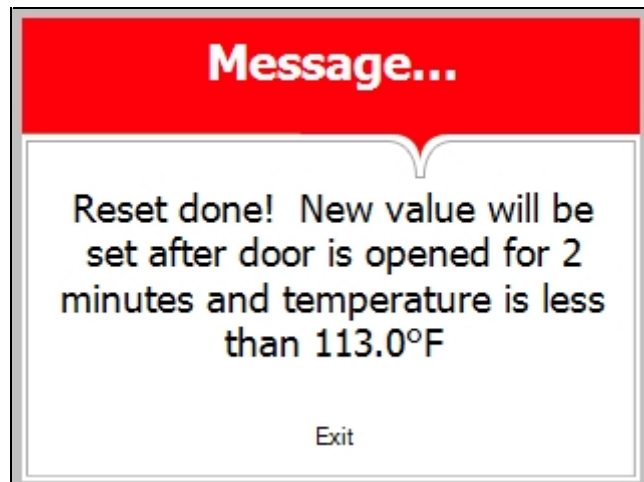 Message...
Reset done!  New value will be
set after door is opened for 2
minutes and temperature is less
than 113.0°F
Exit